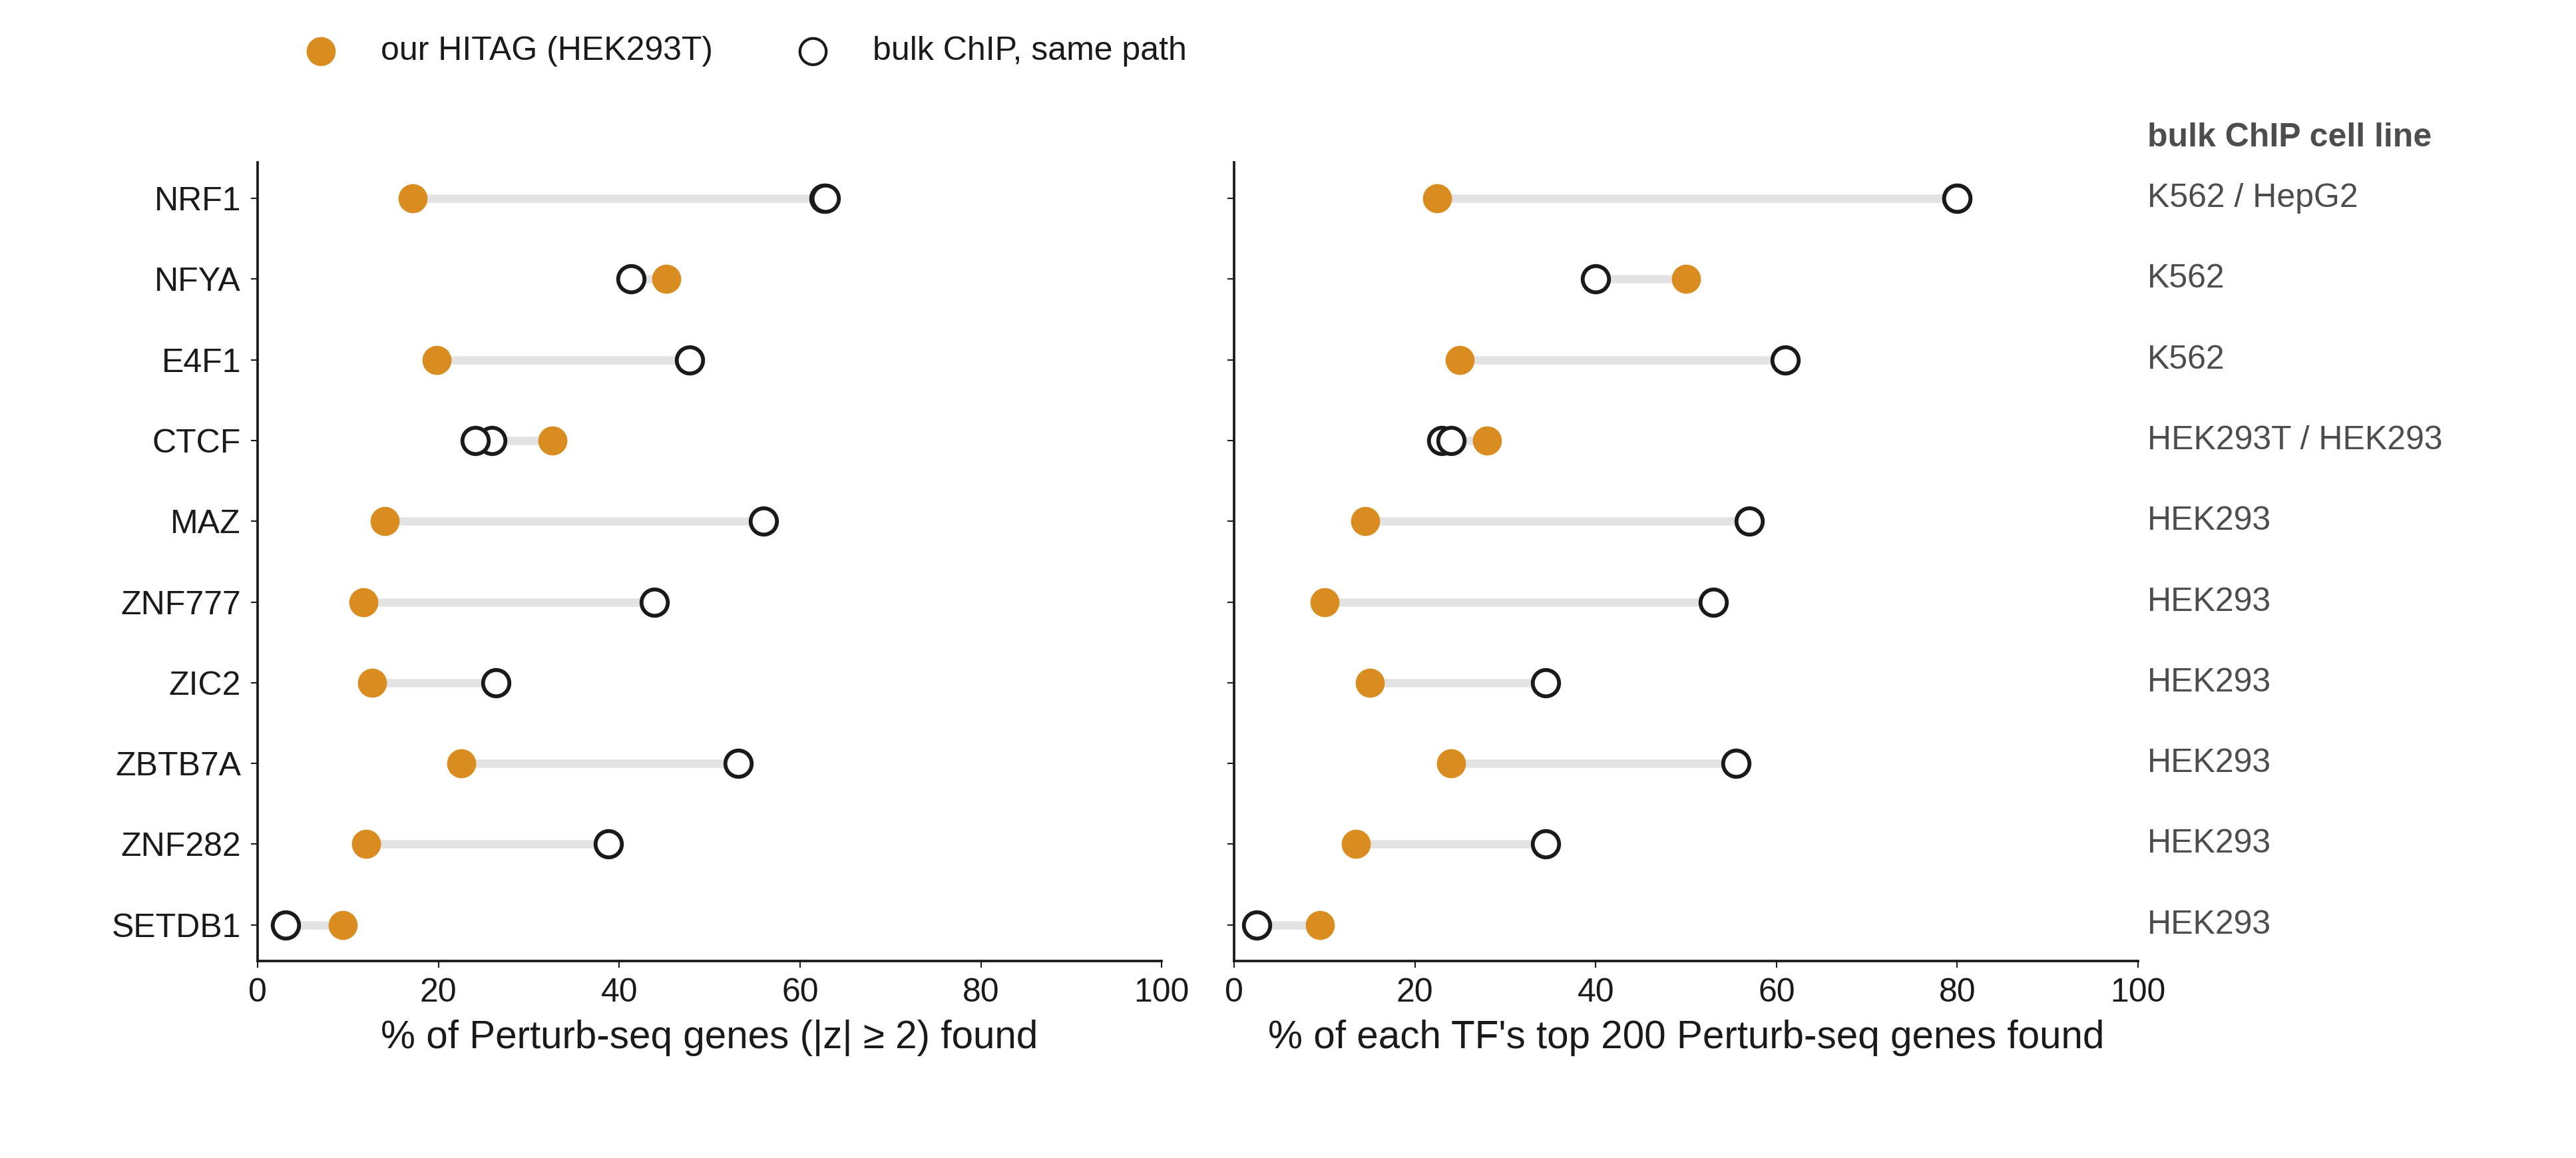 our HITAG (HEK293T)
bulk ChIP, same path
bulk ChIP cell line
NRF1
K562 / HepG2
NFYA
K562
E4F1
K562
CTCF
HEK293T / HEK293
MAZ
HEK293
ZNF777
HEK293
ZIC2
HEK293
ZBTB7A
HEK293
ZNF282
HEK293
SETDB1
HEK293
0 20 40 60 80 100
0 20 40 60 80 100
% of Perturb-seq genes (|z| ≥ 2) found
% of each TF's top 200 Perturb-seq genes found